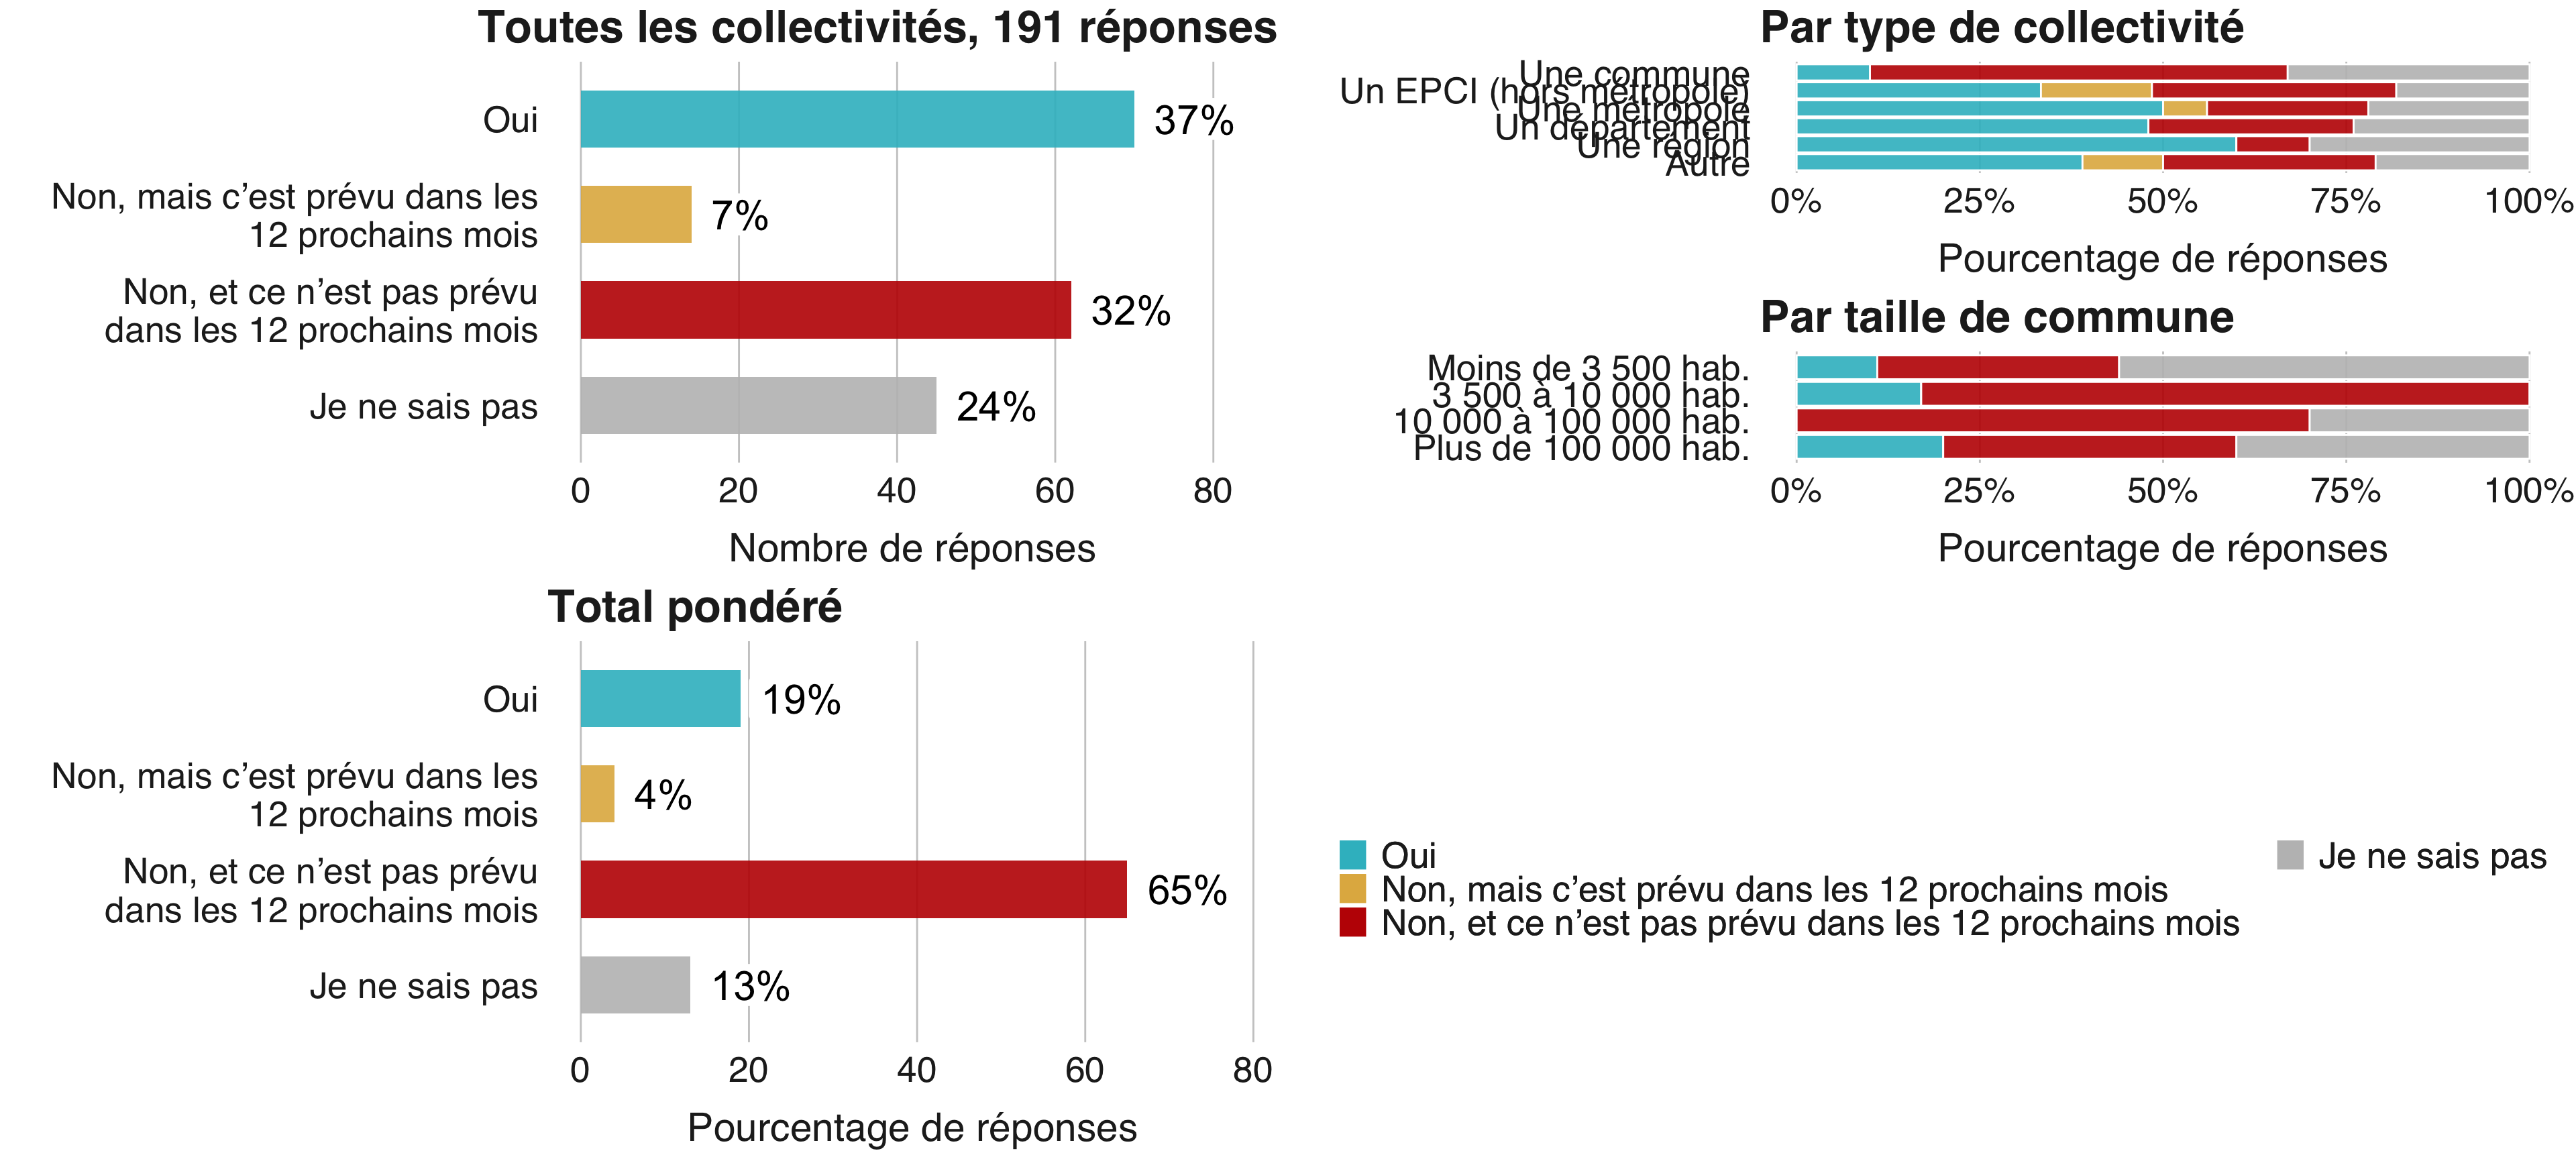 Toutes les collectivités, 191 réponses
Oui
37%
Non, mais c’est prévu dans les
12 prochains mois
7%
Non, et ce n’est pas prévu
dans les 12 prochains mois
32%
Je ne sais pas
24%
0 20 40 60 80
Nombre de réponses
Par type de collectivité
Une commune
Un EPCI (hors métropole)
Une métropole
Un département
Une région
Autre
0% 25% 50% 75% 100%
Pourcentage de réponses
Par taille de commune
Moins de 3 500 hab.
3 500 à 10 000 hab.
10 000 à 100 000 hab.
Plus de 100 000 hab.
0% 25% 50% 75% 100%
Pourcentage de réponses
Total pondéré
Oui
19%
Non, mais c’est prévu dans les
12 prochains mois
4%
Non, et ce n’est pas prévu
dans les 12 prochains mois
65%
Je ne sais pas
13%
0 20 40 60 80
Pourcentage de réponses
Oui
Non, mais c’est prévu dans les 12 prochains mois
Non, et ce n’est pas prévu dans les 12 prochains mois
Je ne sais pas